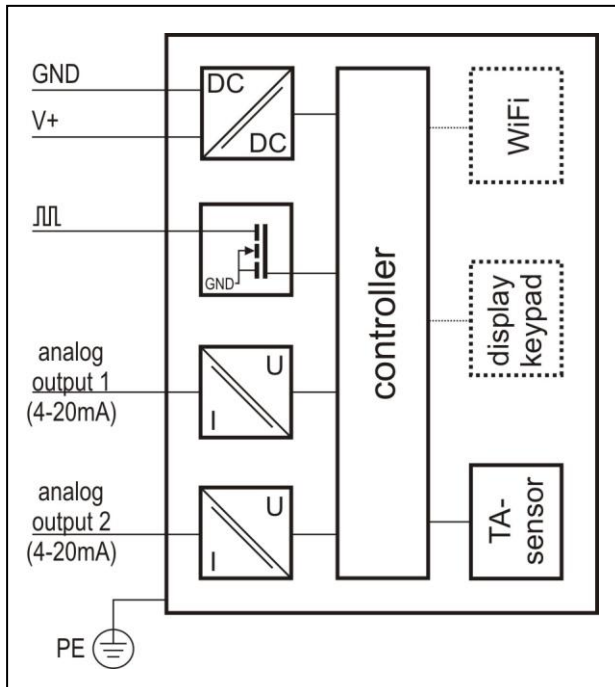 GND
V+
DC
DC
GND
analog
output 1
(4-20mA)
U
I
analog
output 2
(4-20mA)
U
I
PE
controller
WiFi
display
keypad
TA-
sensor